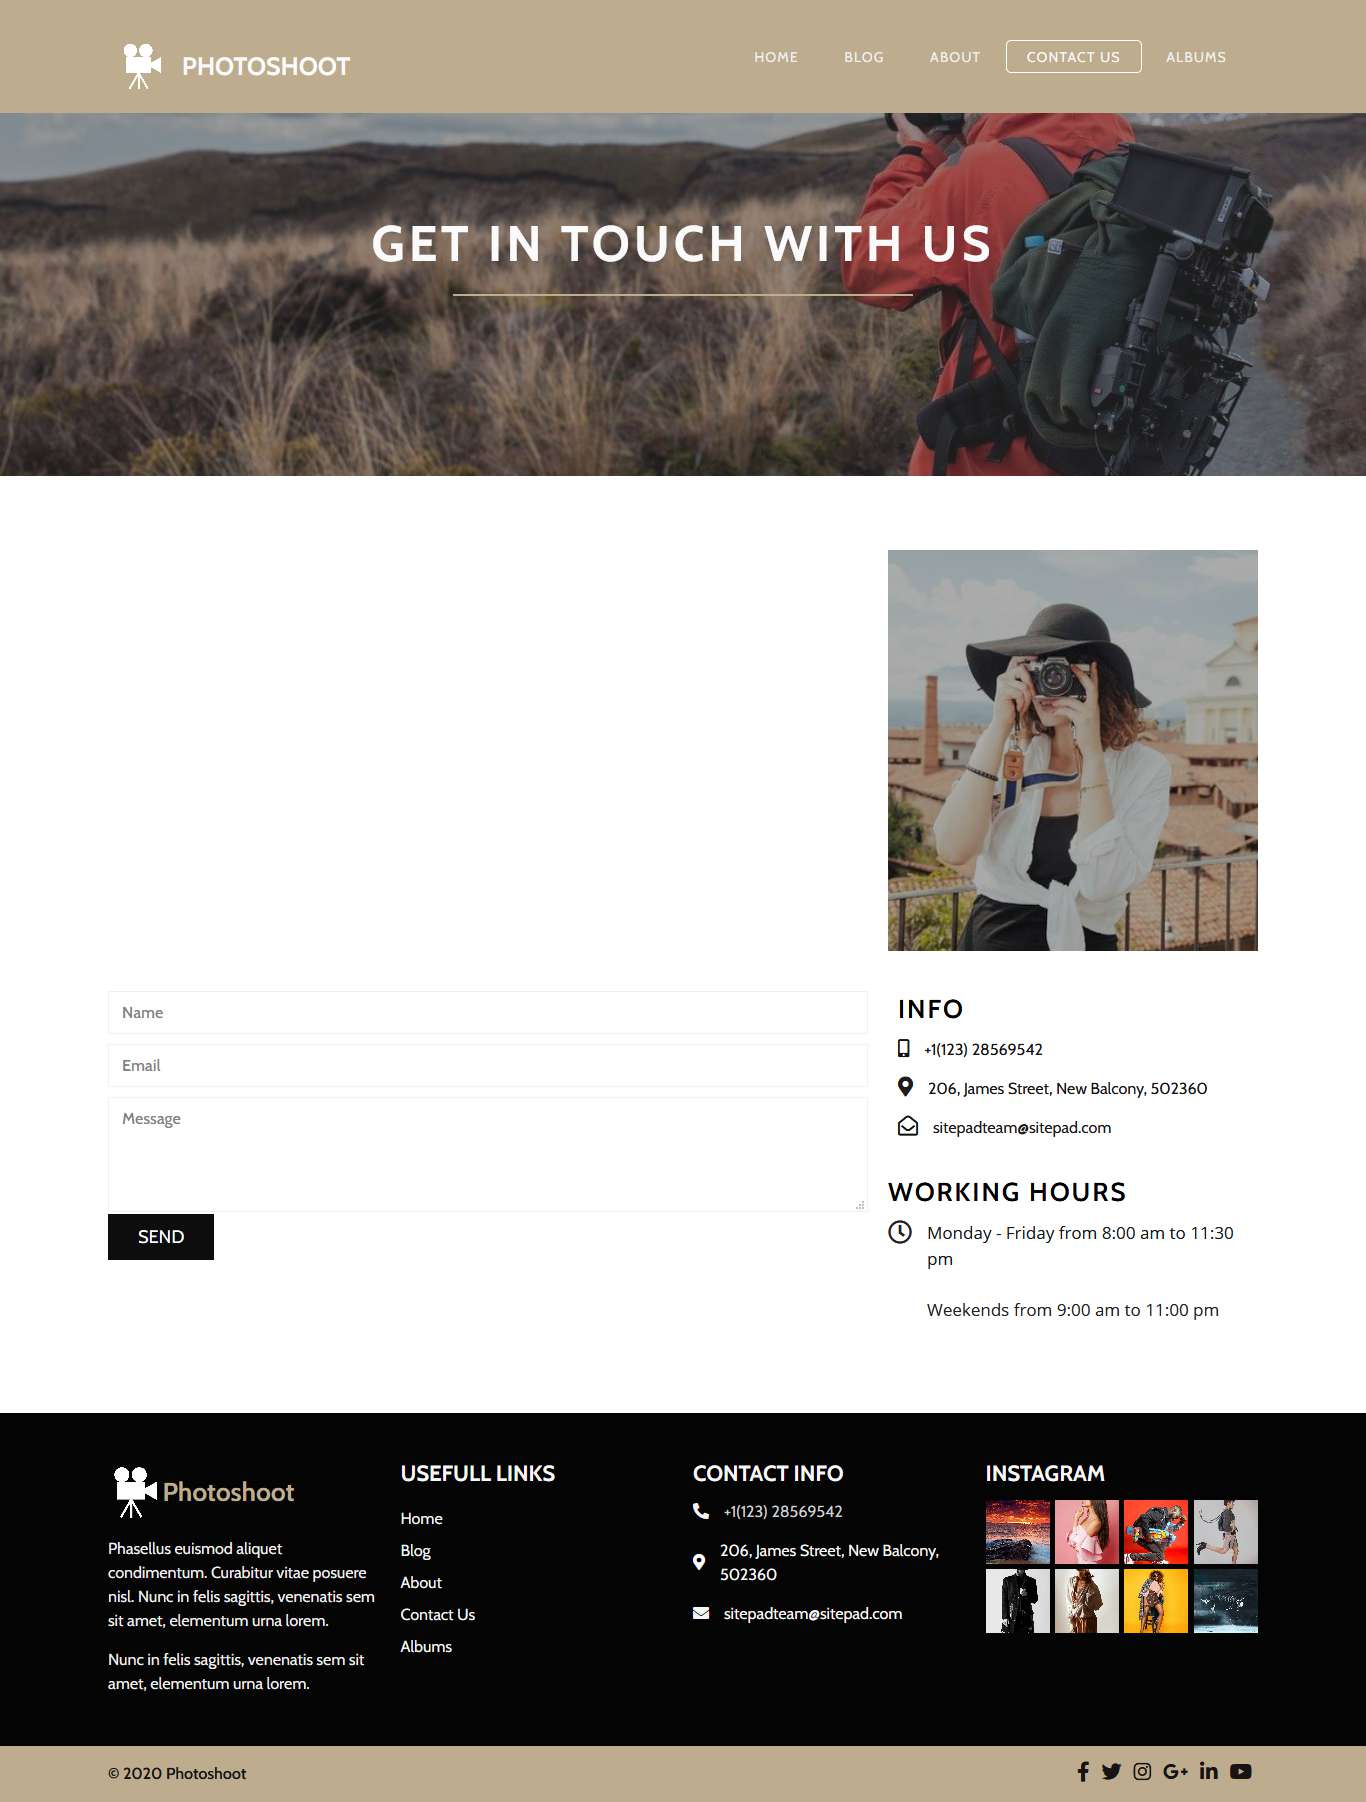 PHOTOSHOOT
HOME
BLOG
ABOUT
CONTACT US
ALBUMS
GET IN TOUCH WITH US
Name
Email
Message
SEND
INFO
+1(123) 28569542
206, James Street, New Balcony, 502360
sitepadteam@sitepad.com
WORKING HOURS
Monday - Friday from 8:00 am to 11:30
pm
Weekends from 9:00 am to 11:00 pm
Photoshoot
Phasellus euismod aliquet
condimentum. Curabitur vitae posuere
nisl. Nunc in felis sagittis, venenatis sem
sit amet, elementum urna lorem.
Nunc in felis sagittis, venenatis sem sit
amet, elementum urna lorem.
USEFULL LINKS
Home
Blog
About
Contact Us
Albums
CONTACT INFO
+1(123) 28569542
206, James Street, New Balcony,
502360
sitepadteam@sitepad.com
INSTAGRAM
© 2020 Photoshoot